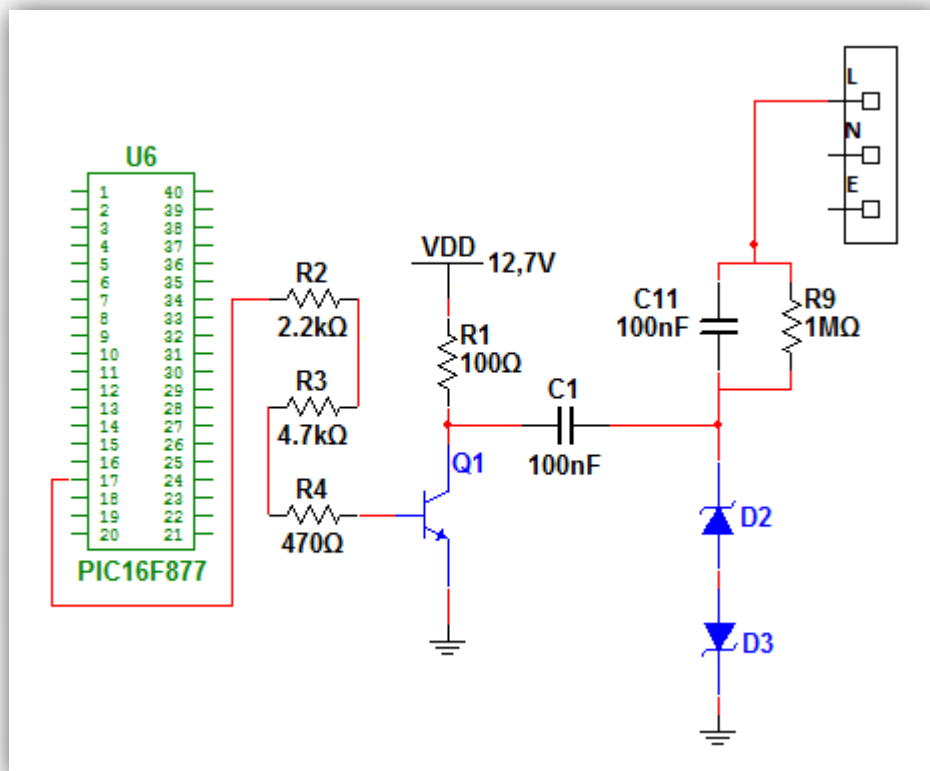 L
N
E
U6
1 40
2 39
3 38
4 37
5 36
6 35
7 34
8 33
9 32
10 31
11 30
12 29
13 28
14 27
15 26
16 25
17 24
18 23
19 22
20 21
PIC16F877
R2
2.2kΩ
R3
4.7kΩ
R4
470Ω
VDD
12,7V
R1
100Ω
Q1
C1
100nF
C11
100nF
R9
1MΩ
D2
D3